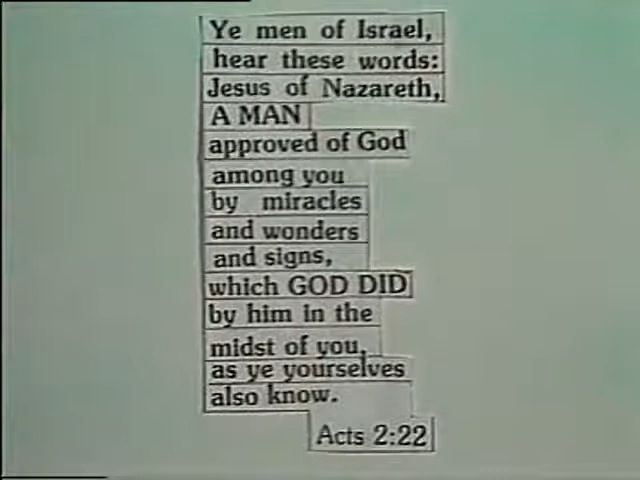 Ye men of Israel,
hear these words:
Jesus of Nazareth,
A MAN
approved of God
among you
by miracles
and wonders
and signs,
which GOD DID
by him in the
midst of you,
as ye yourselves
also know.
Acts 2:22